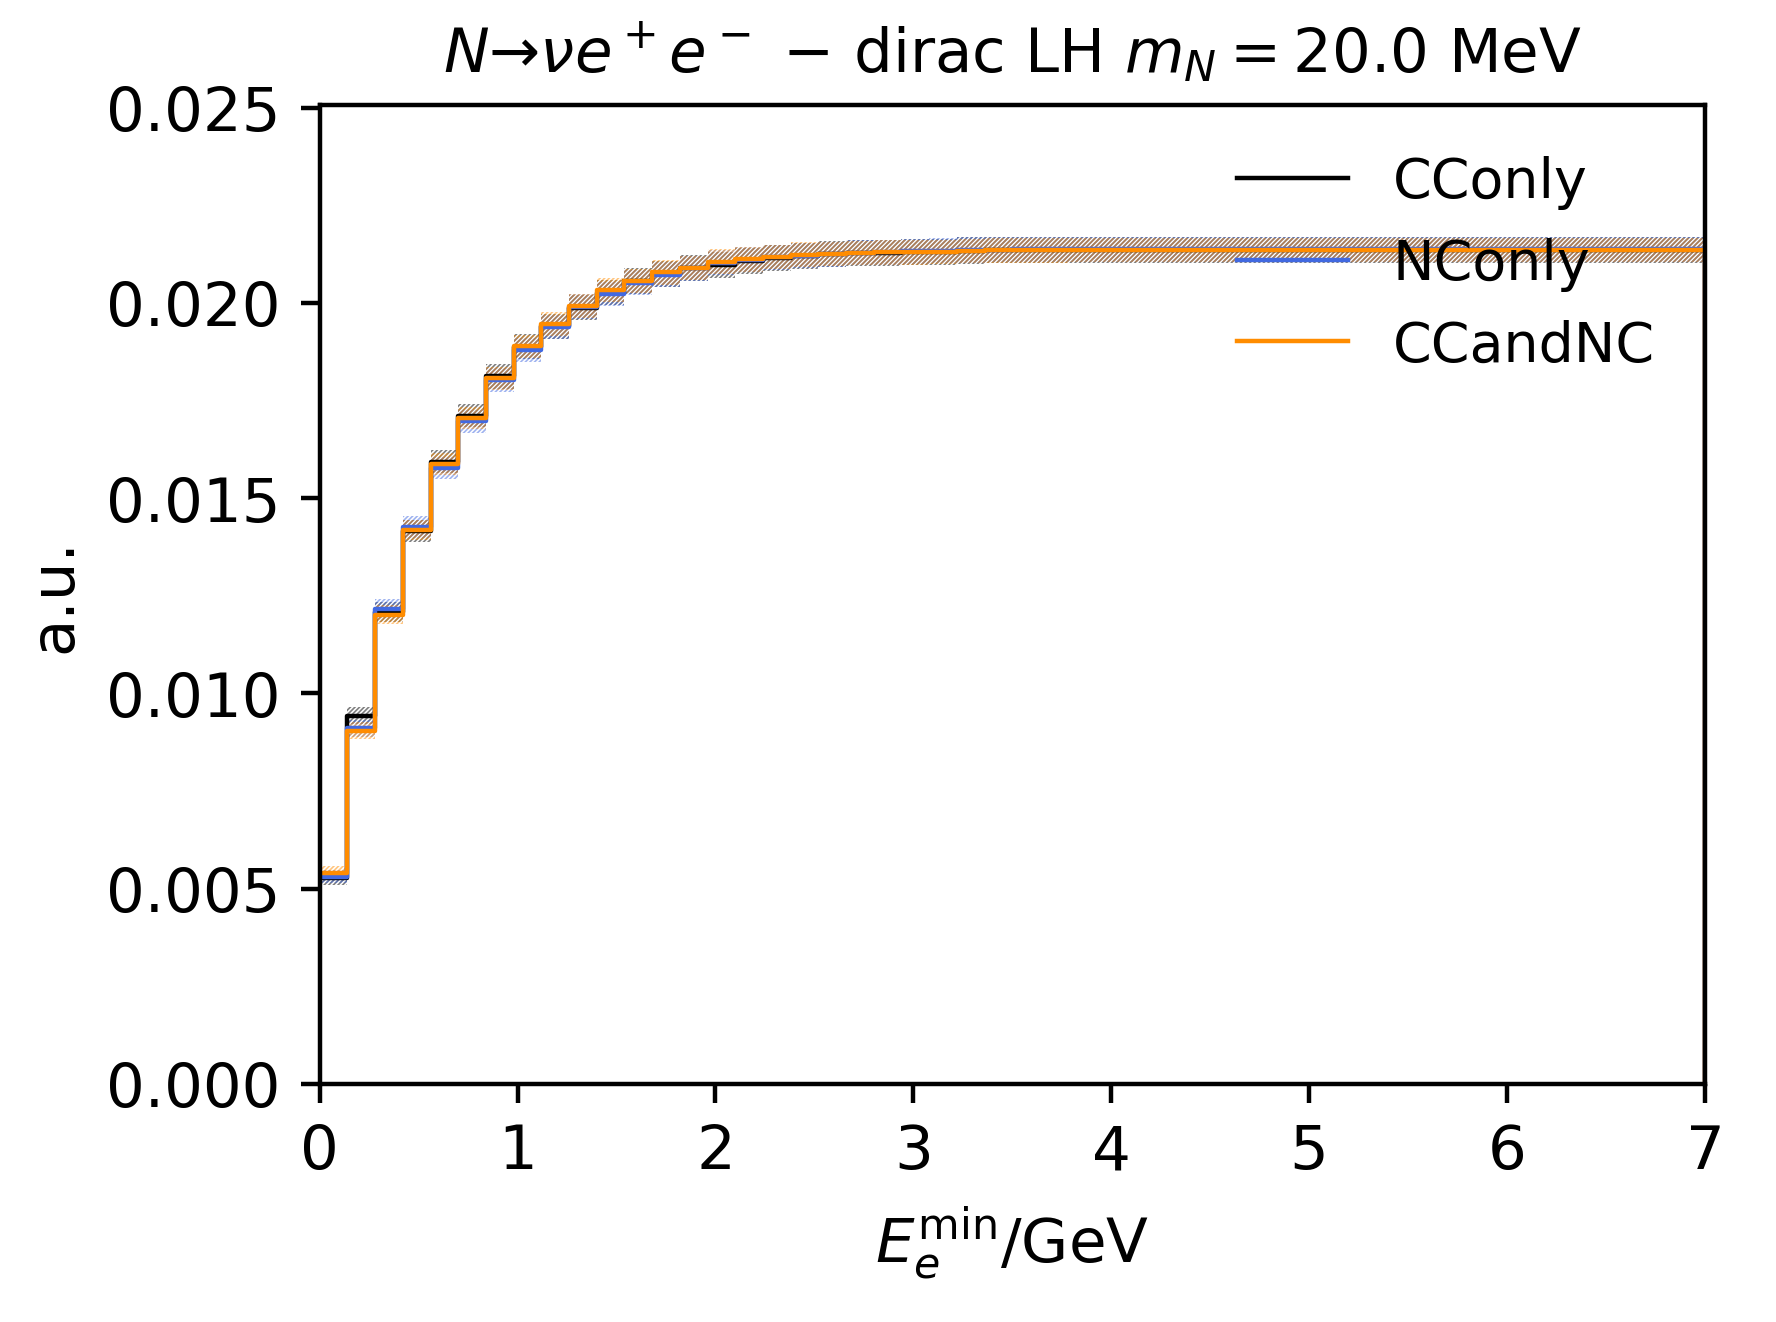 N→νe⁺e⁻ − dirac LH m_N = 20.0 MeV
0.025
0.020
0.015
0.010
0.005
0.000
a.u.
CConly
NConly
CCandNC
0 1 2 3 4 5 6 7
E_e^min/GeV